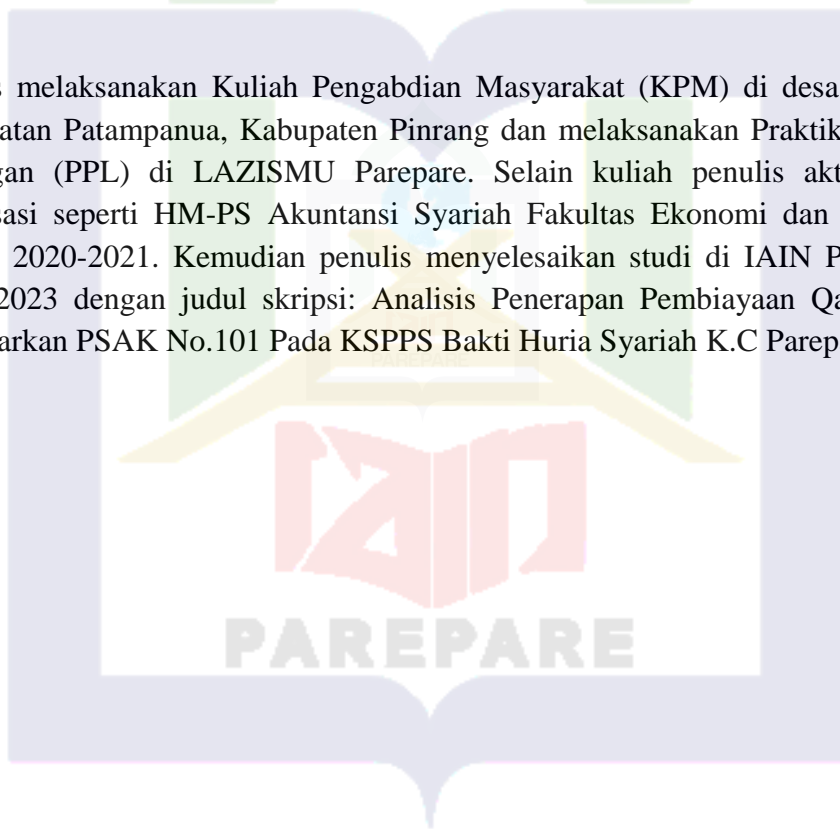 s melaksanakan Kuliah Pengabdian Masyarakat (KPM) di desa
atan Patampanua, Kabupaten Pinrang dan melaksanakan Praktik
gan (PPL) di LAZISMU Parepare. Selain kuliah penulis akt
sasi seperti HM-PS Akuntansi Syariah Fakultas Ekonomi dan
2020-2021. Kemudian penulis menyelesaikan studi di IAIN P
2023 dengan judul skripsi: Analisis Penerapan Pembiayaan Qa
arkan PSAK No.101 Pada KSPPS Bakti Huria Syariah K.C Parep
PAREPARE
iain
PAREPARE